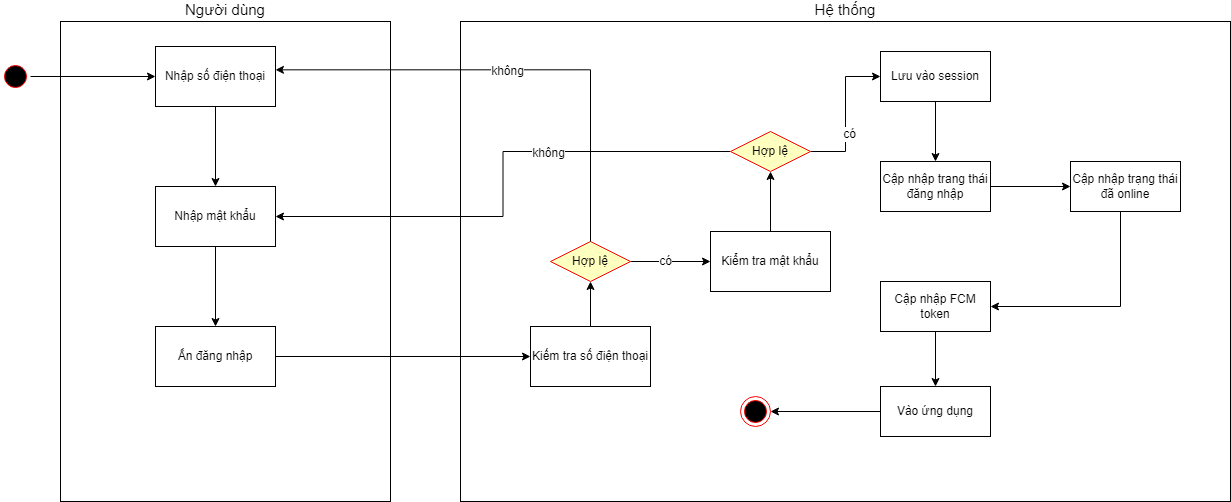 Người dùng
Hệ thống
Nhập số điện thoại
không
Lưu vào session
có
Hợp lệ
không
Cập nhập trang thái
đăng nhập
Cập nhập trạng thái
đã online
Nhập mật khẩu
Hợp lệ
có
Kiểm tra mật khẩu
Cập nhập FCM
token
Ấn đăng nhập
Kiểm tra số điện thoại
Vào ứng dụng